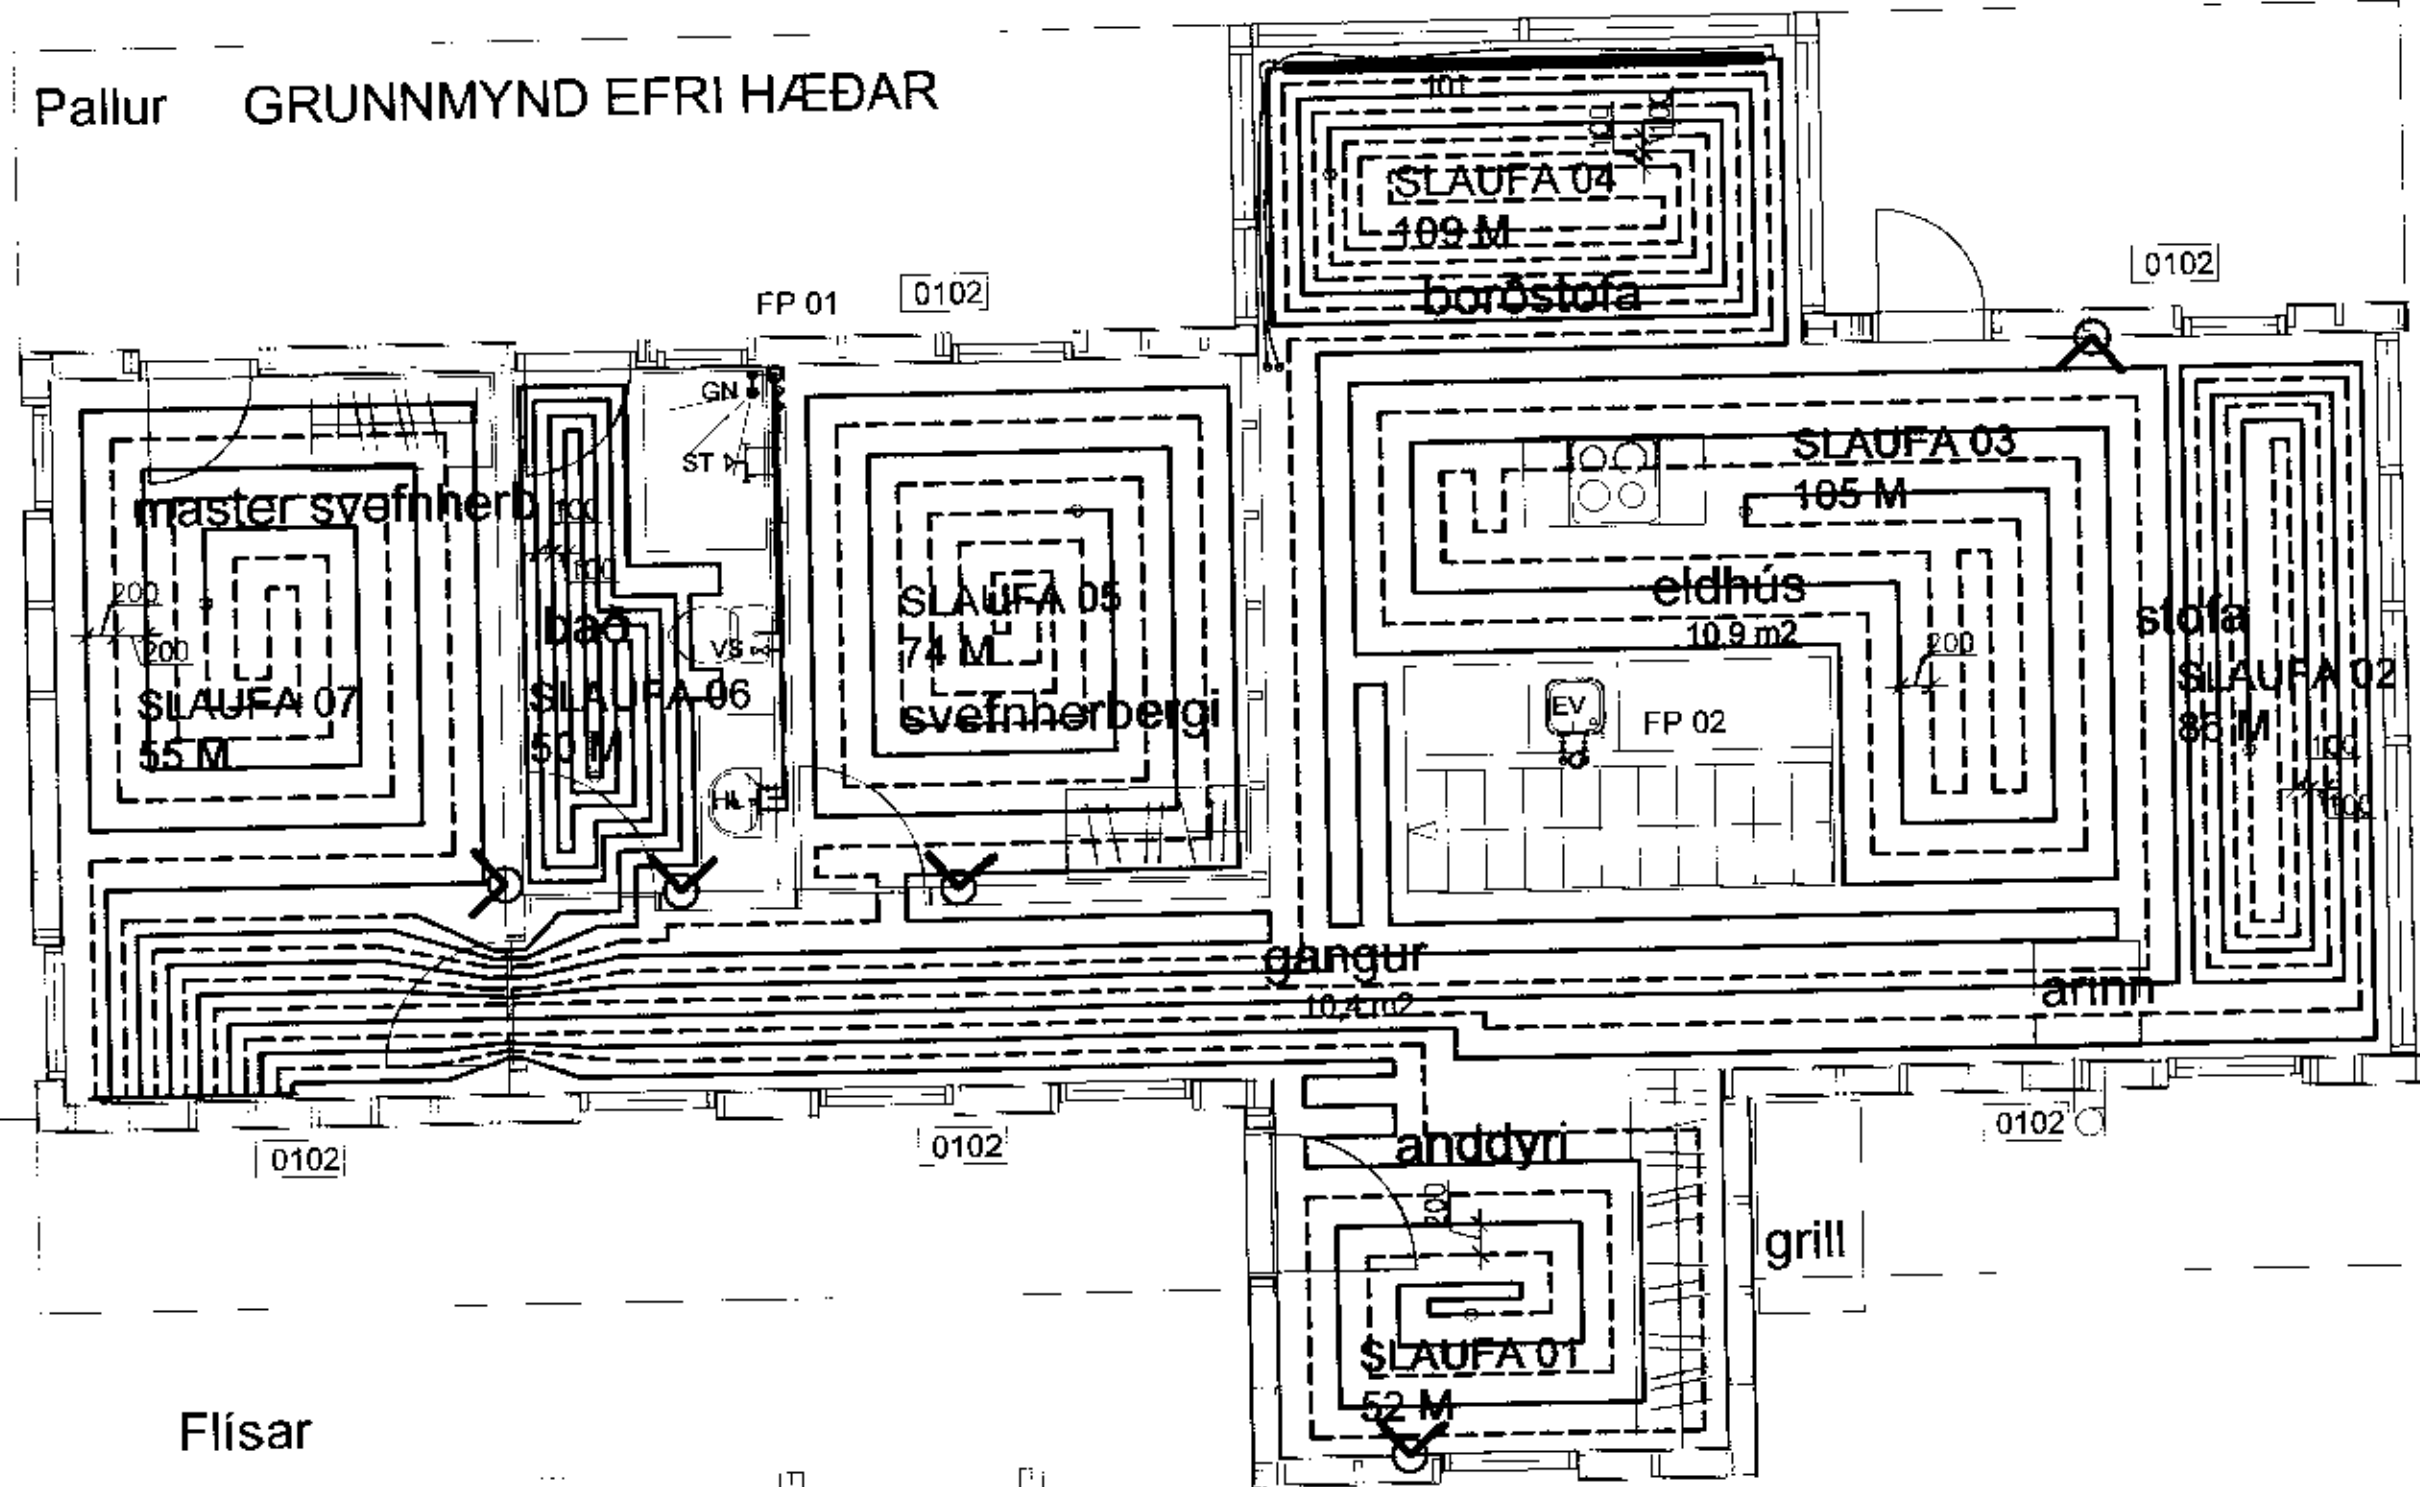 Pallur GRUNNMYND EFRI HÆÐAR
101
100
100
SLAUFA 04
109 M
borðstofa
0102
FP 01
0102
GN
ST
SLAUFA 03
105 M
master svefnherb
100
100
200
200
SLAUFA 07
55 M
bað
VS
SLAUFA 06
50 M
HL
SLAUFA 05
74 M
svefnherbergi
eldhús
10,9 m2
200
stofa
SLAUFA 02
100
100
EV
FP 02
gangur
10,4 m2
arinn
0102
0102
0102
anddyri
200
grill
SLAUFA 01
52 M
Flísar